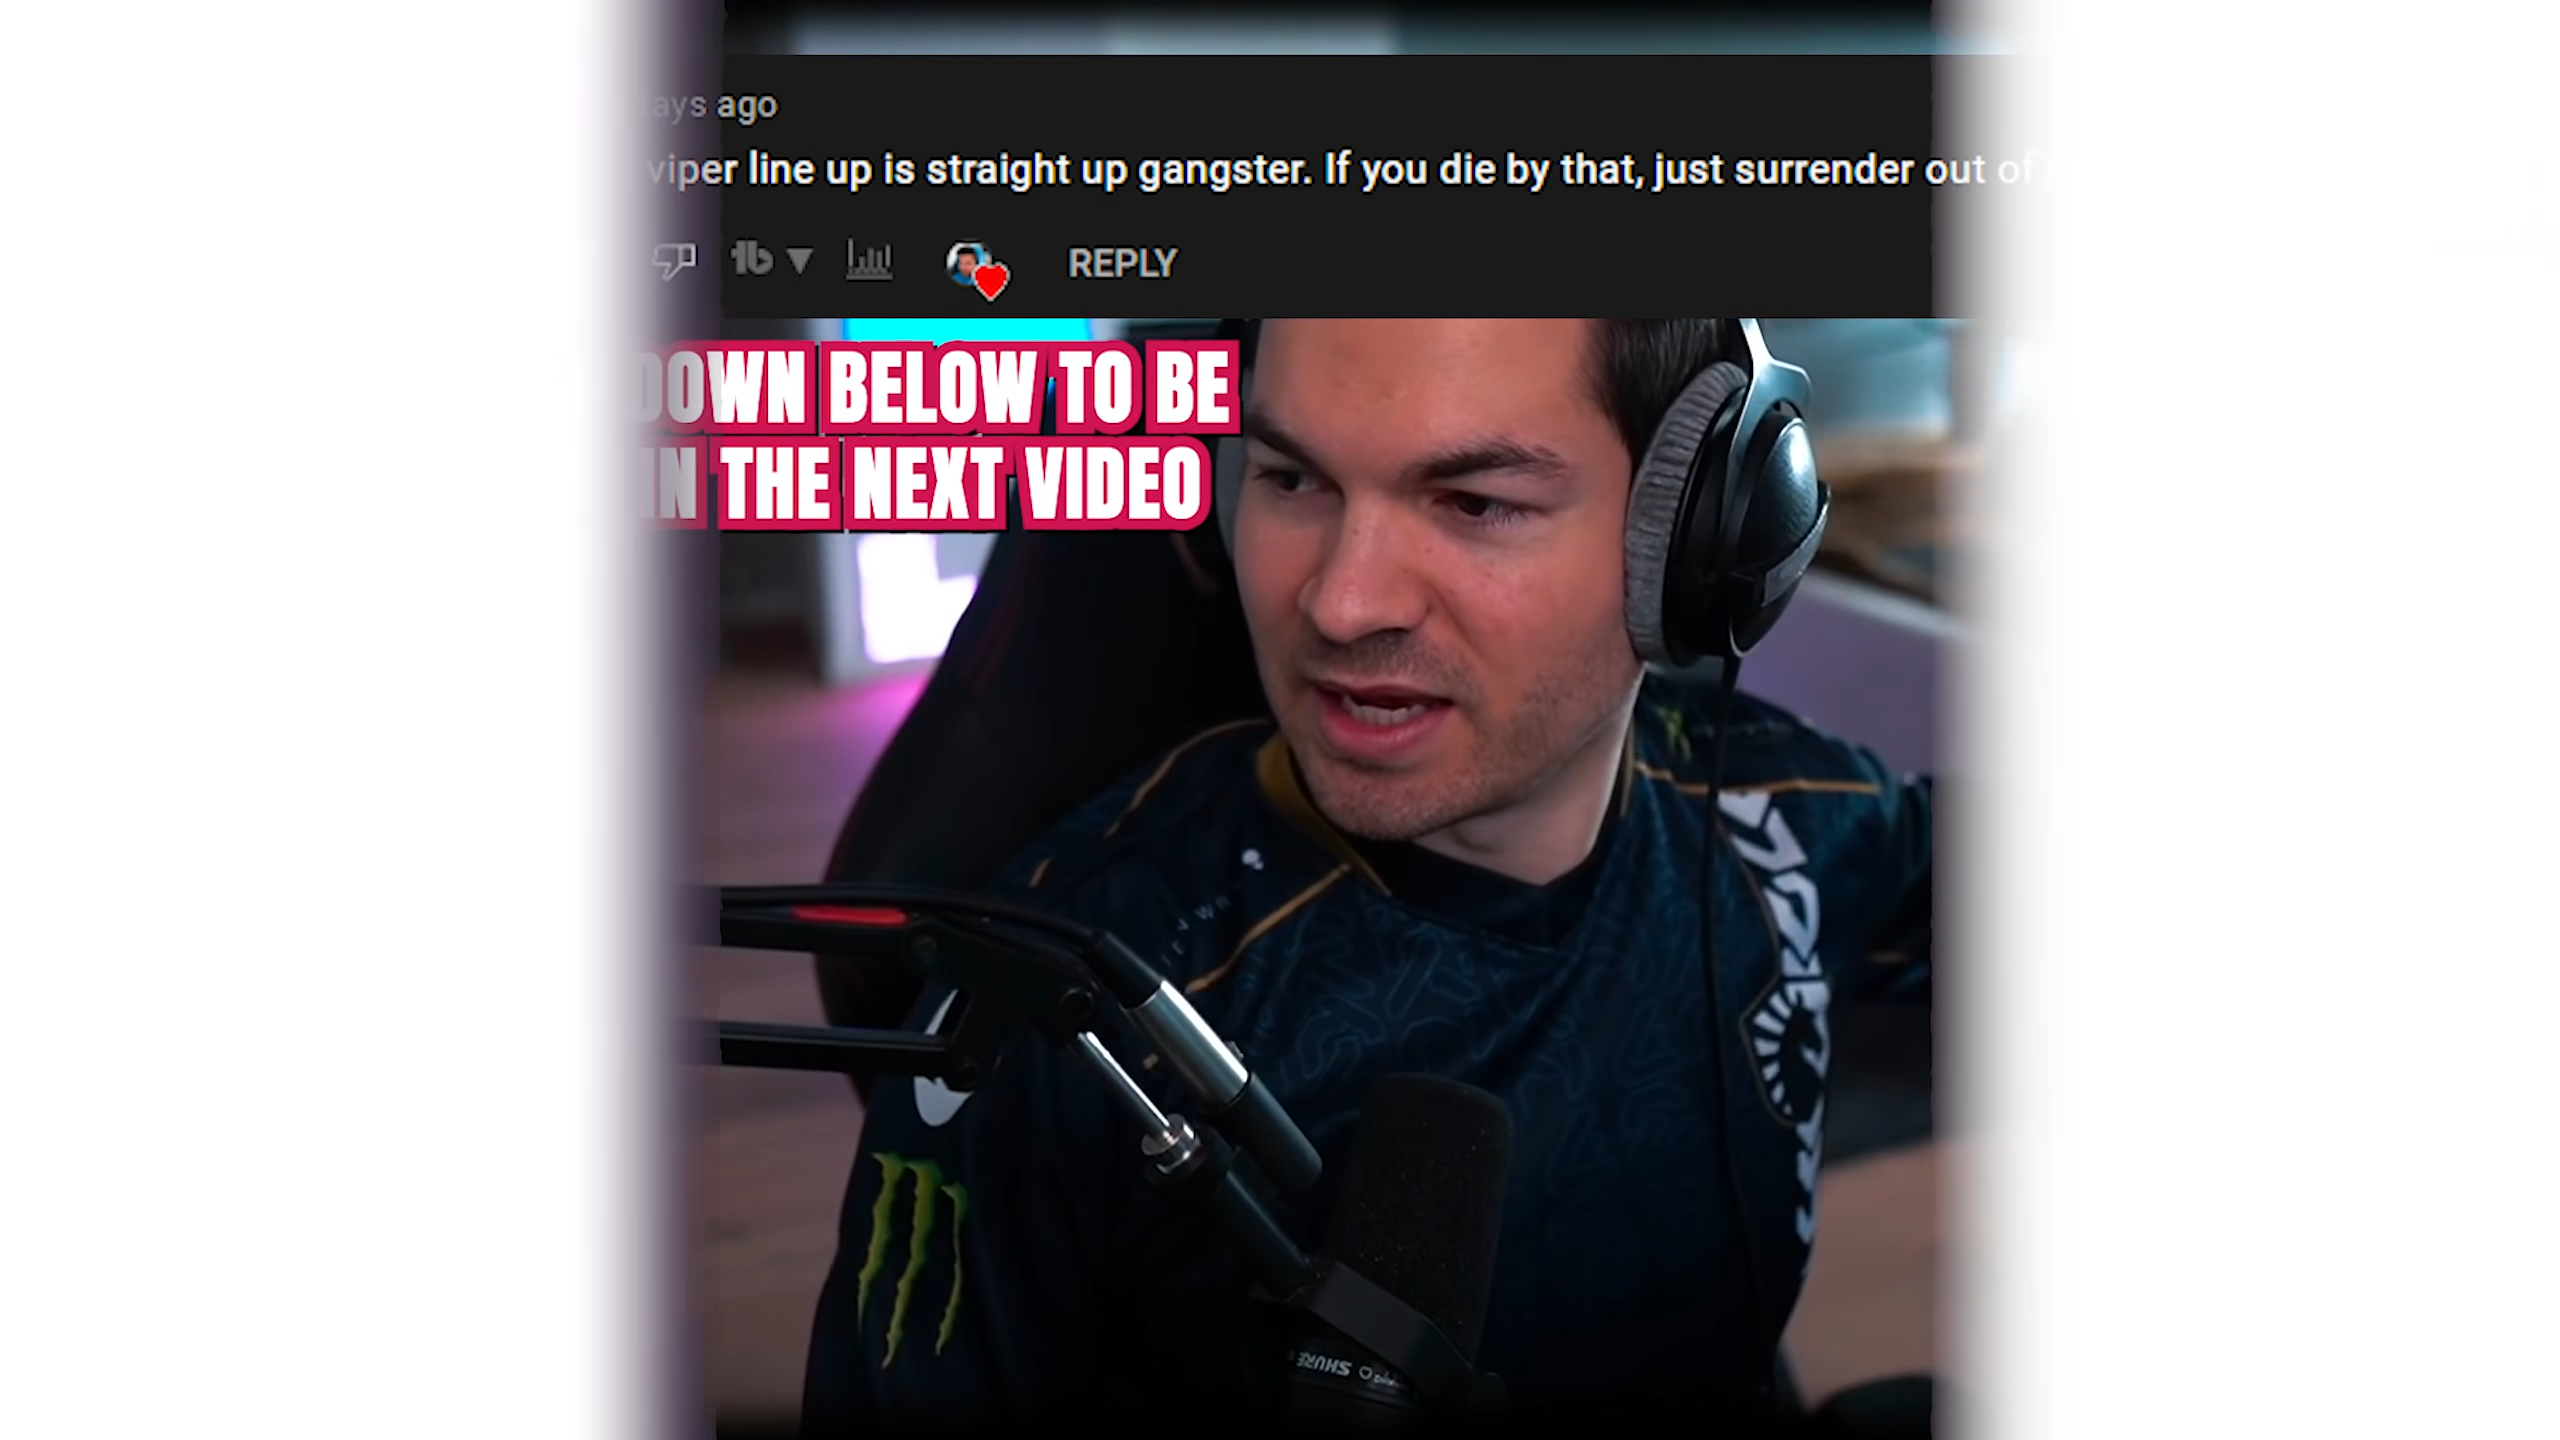 ays ago
viper line up is straight up gangster. If you die by that, just surrender out of
REPLY
DOWN BELOW TO BE
IN THE NEXT VIDEO
SHURE